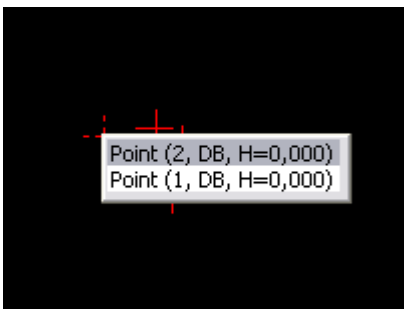 Point (2, DB, H=0,000)
Point (1, DB, H=0,000)